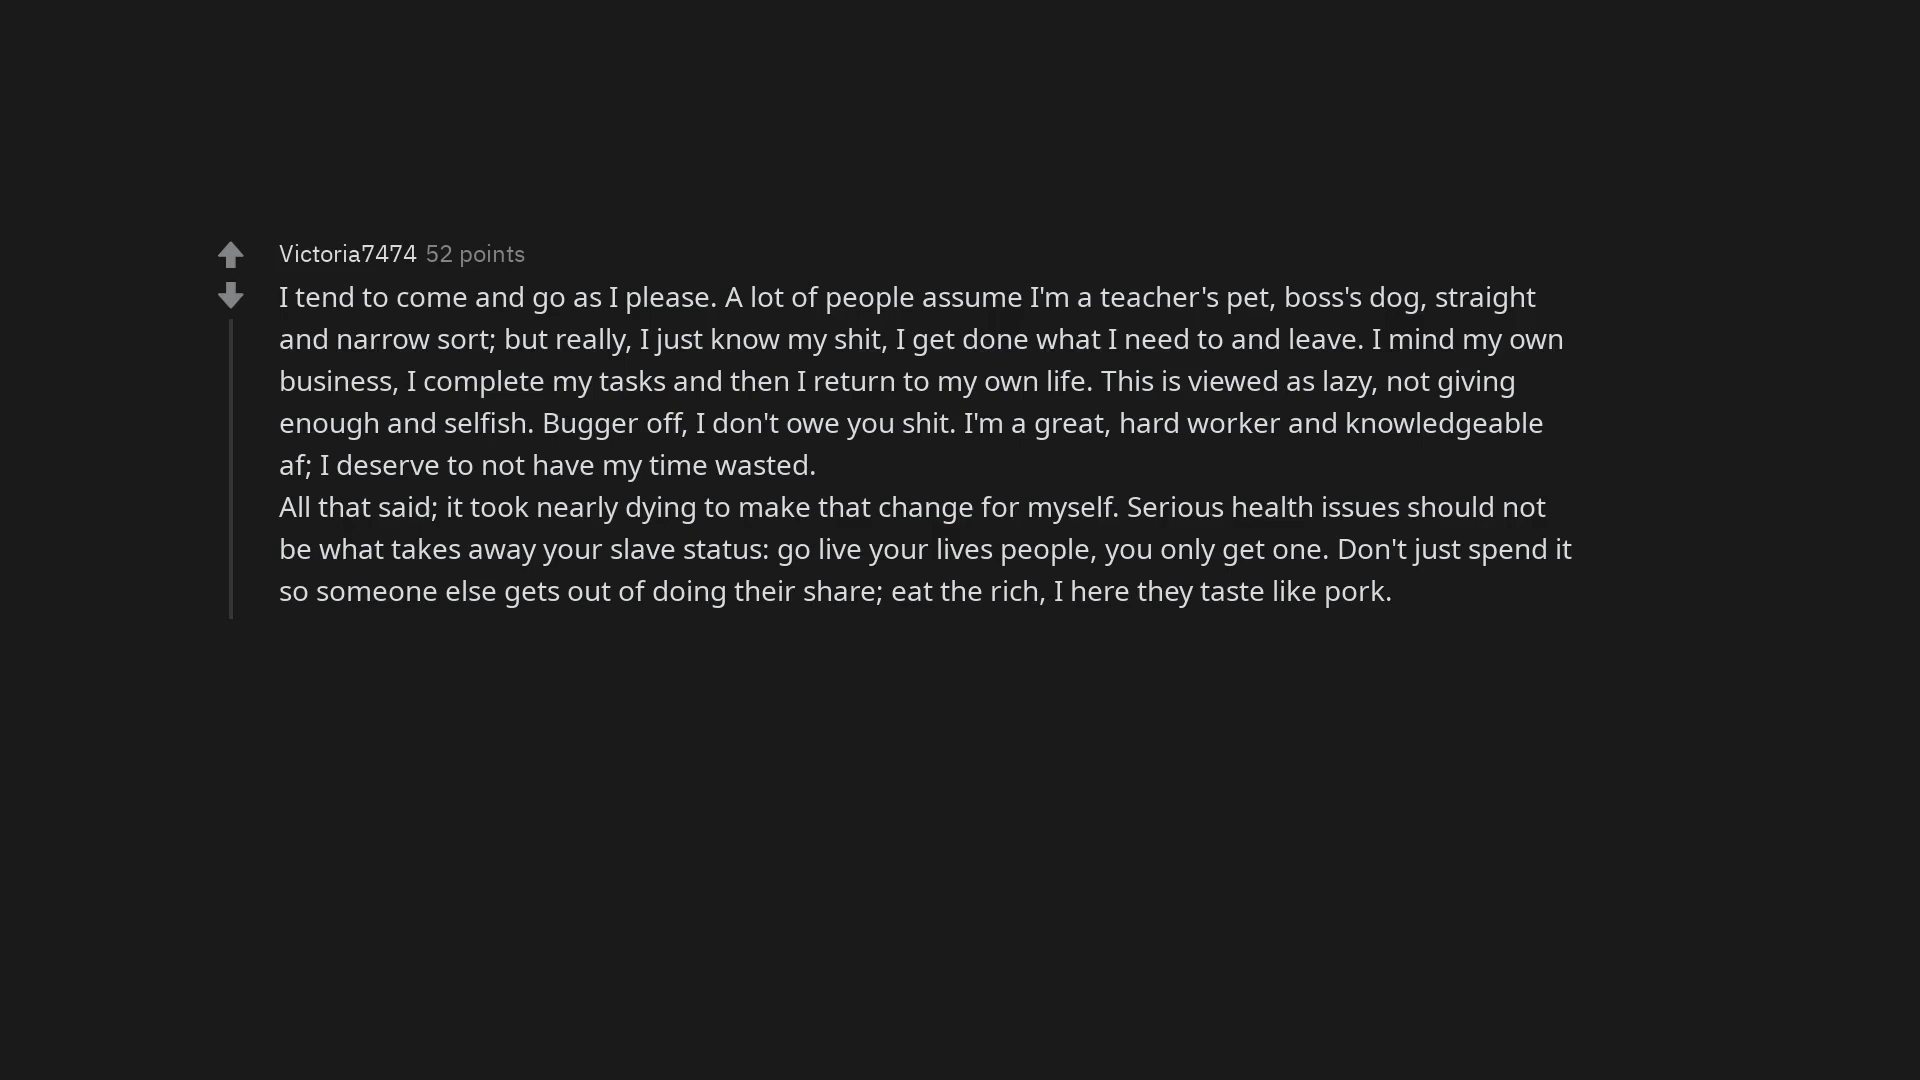 Victoria7474 52 points
I tend to come and go as I please. A lot of people assume I'm a teacher's pet, boss's dog, straight
and narrow sort; but really, I just know my shit, I get done what I need to and leave. I mind my own
business, I complete my tasks and then I return to my own life. This is viewed as lazy, not giving
enough and selfish. Bugger off, I don't owe you shit. I'm a great, hard worker and knowledgeable
af; I deserve to not have my time wasted.
All that said; it took nearly dying to make that change for myself. Serious health issues should not
be what takes away your slave status: go live your lives people, you only get one. Don't just spend it
so someone else gets out of doing their share; eat the rich, I here they taste like pork.